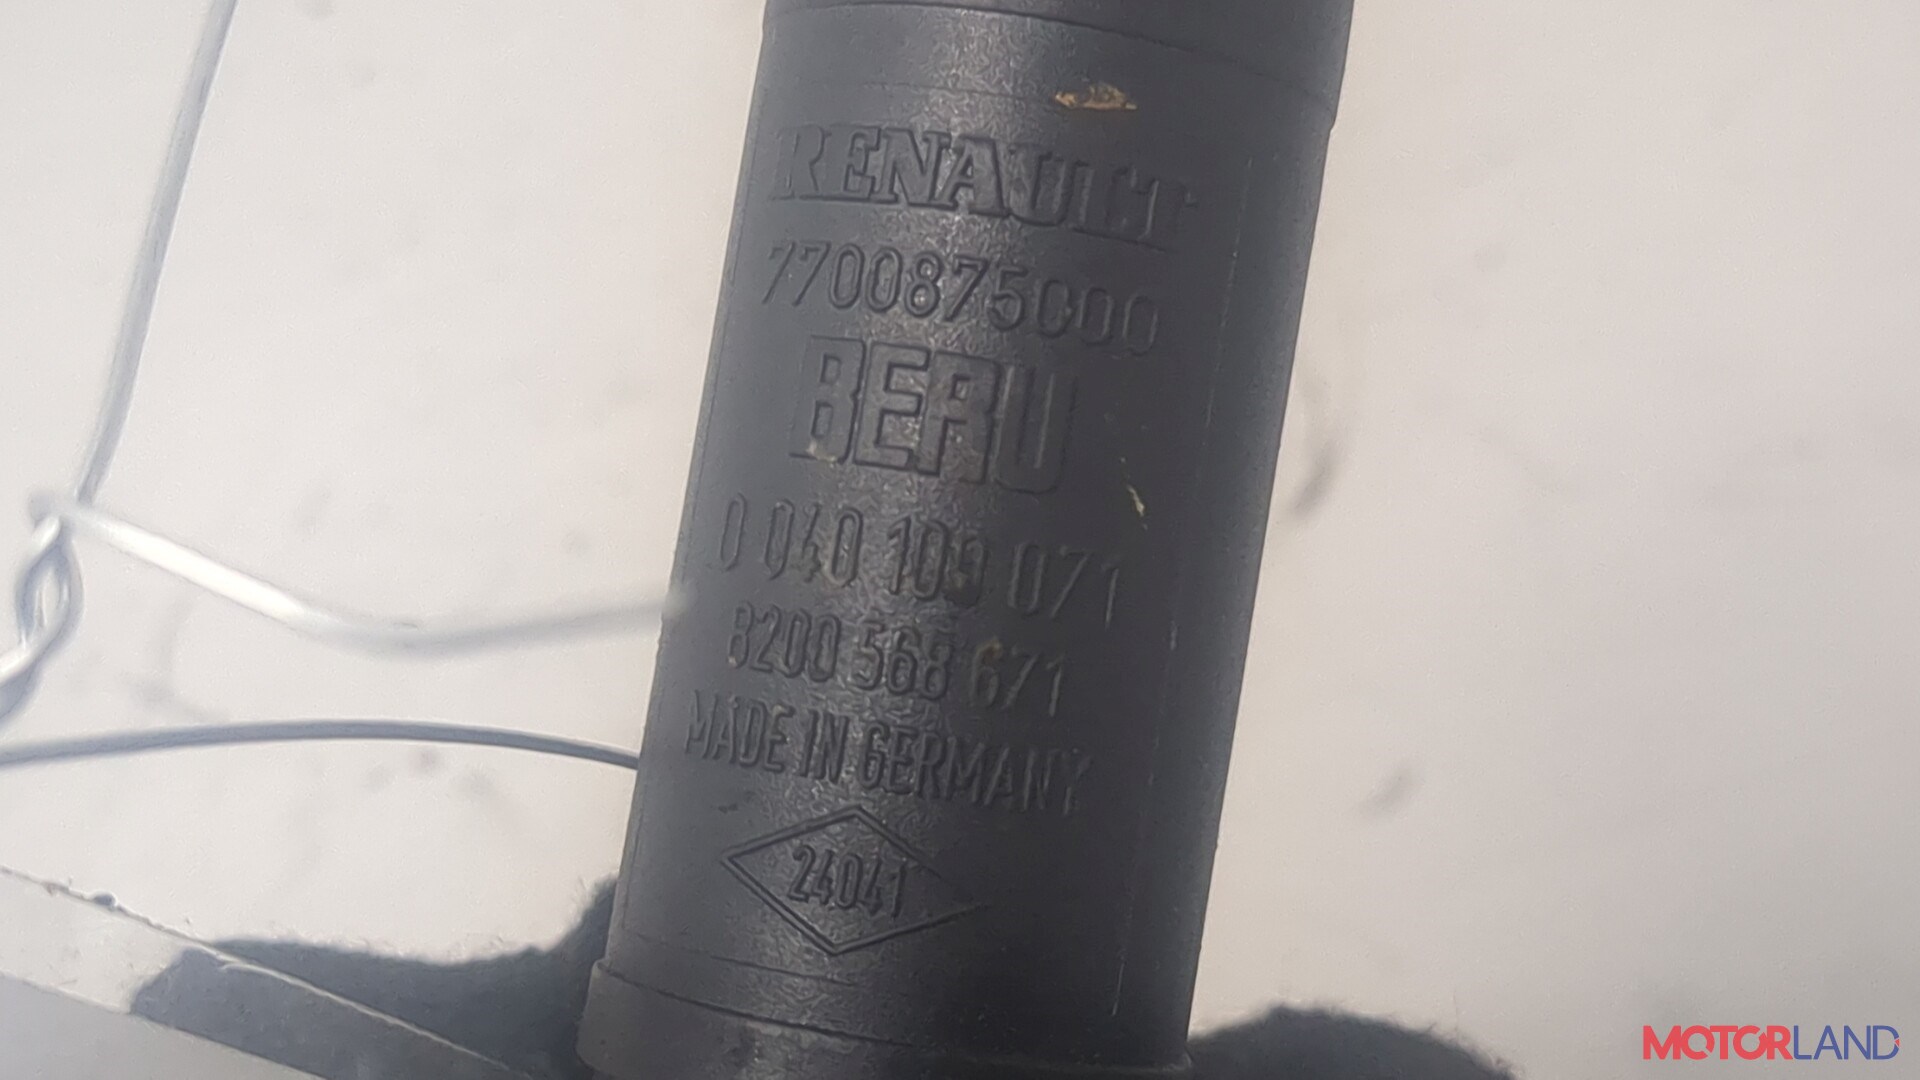 RENAULT
7700875000
BERU
0 040 100 071
8200 568 671
MADE IN GERMANY
24041
MOTORLAND